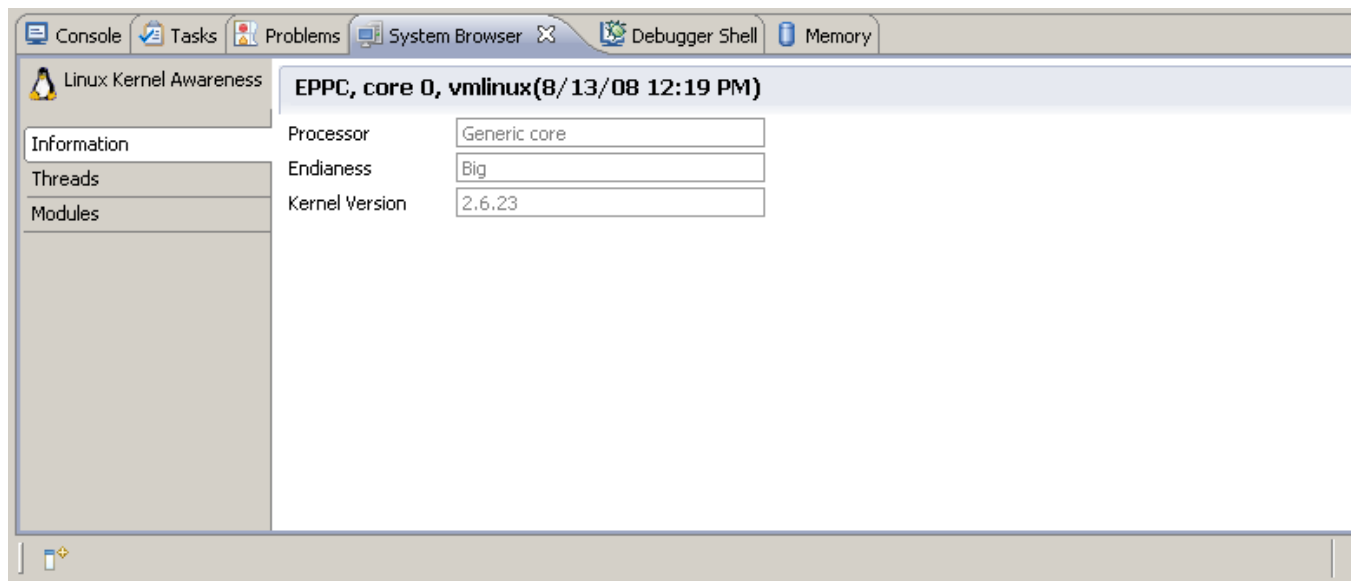 Console Tasks Problems System Browser Debugger Shell Memory
Linux Kernel Awareness
EPPC, core 0, vmlinux(8/13/08 12:19 PM)
Information
Threads
Modules
Processor Generic core
Endianess Big
Kernel Version 2.6.23